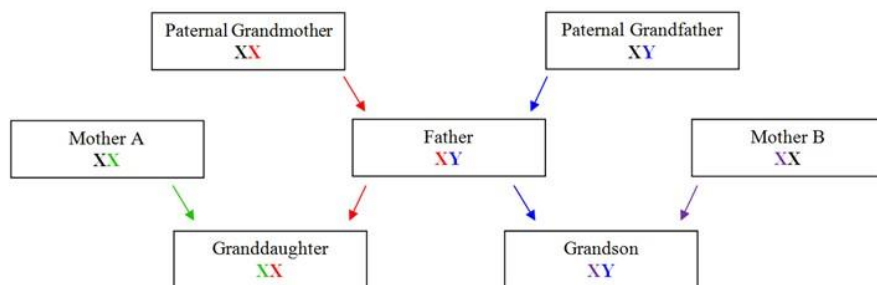 Paternal Grandmother
XX
Paternal Grandfather
XY
Mother A
XX
Father
XY
Mother B
XX
Granddaughter
XX
Grandson
XY